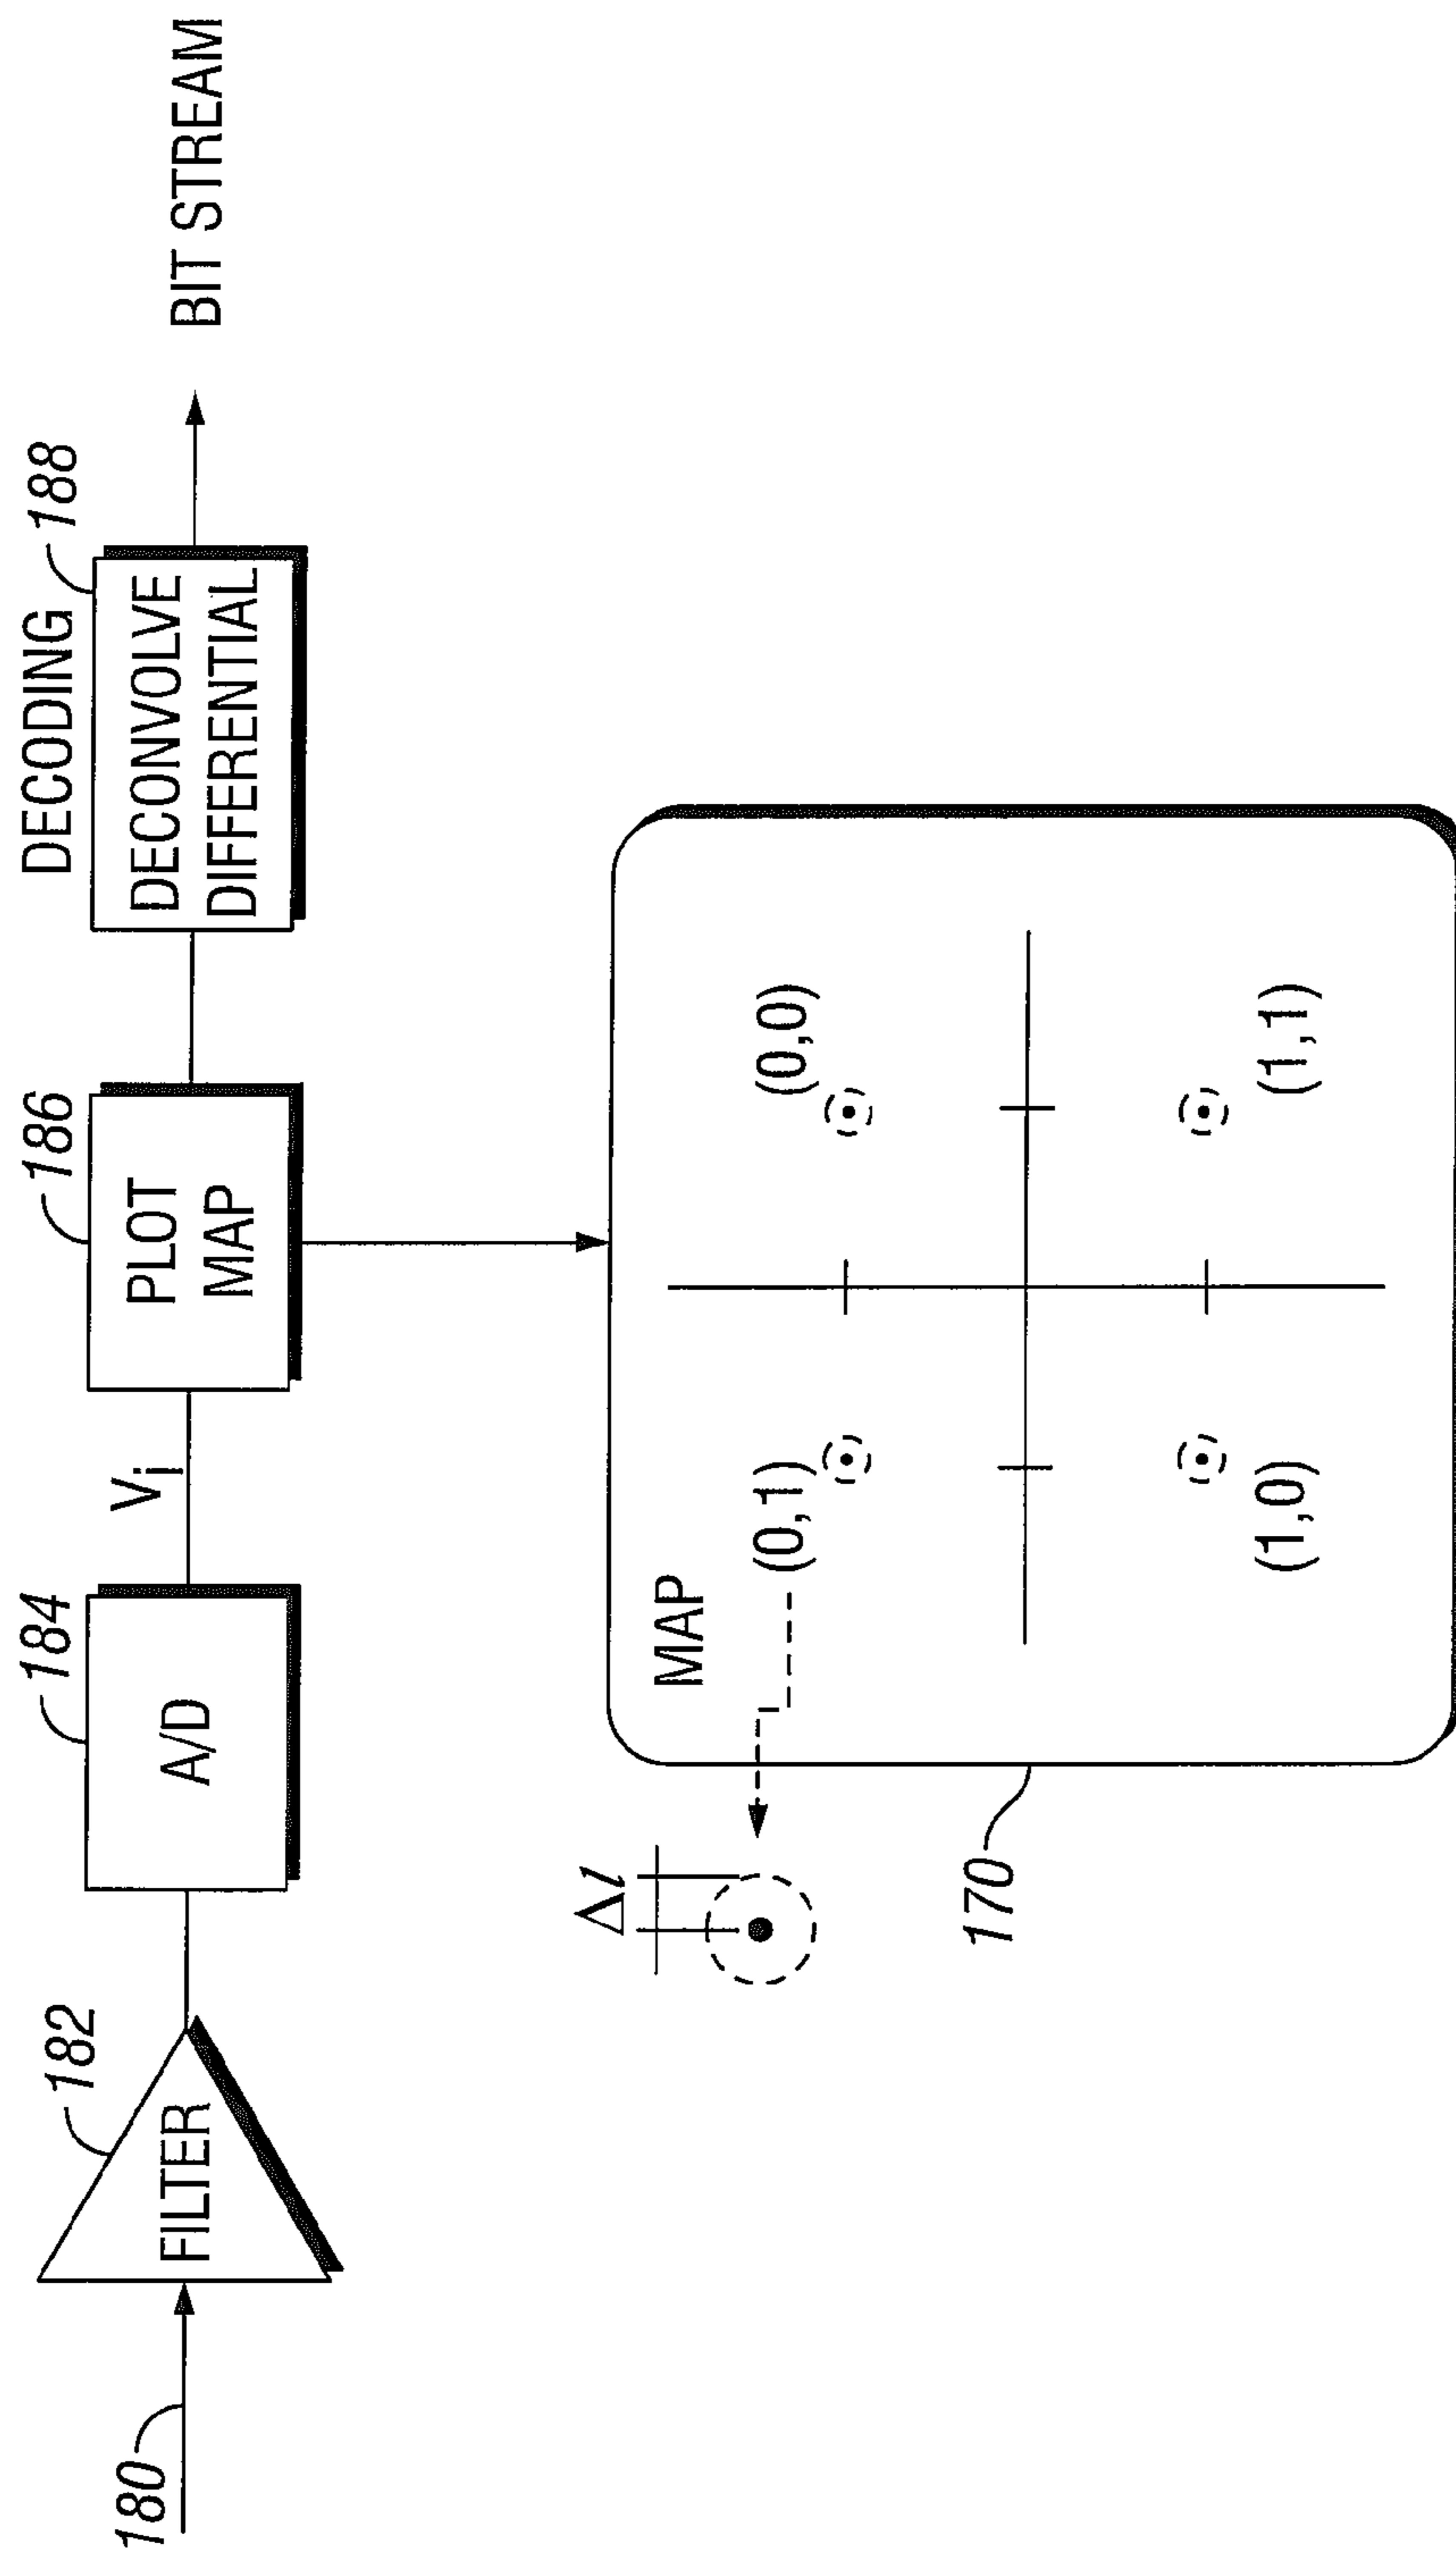 DECODING
180
182
184
186
188
FILTER
A/D
Vi
PLOT
MAP
DECONVOLVE
DIFFERENTIAL
BIT STREAM
Δl
MAP
(0,1)
(0,0)
(1,0)
(1,1)
170